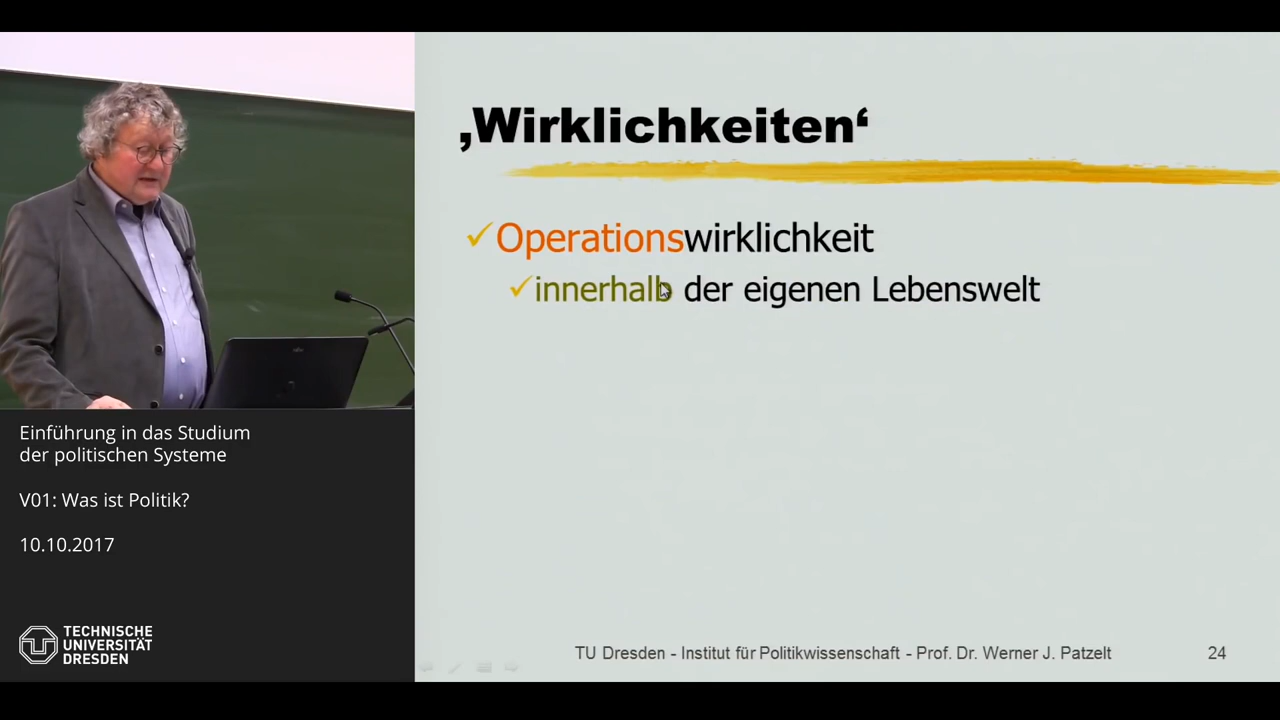 ‚Wirklichkeiten‘
Operationswirklichkeit
innerhalb der eigenen Lebenswelt
Einführung in das Studium
der politischen Systeme
V01: Was ist Politik?
10.10.2017
TECHNISCHE
UNIVERSITÄT
DRESDEN
TU Dresden - Institut für Politikwissenschaft - Prof. Dr. Werner J. Patzelt
24